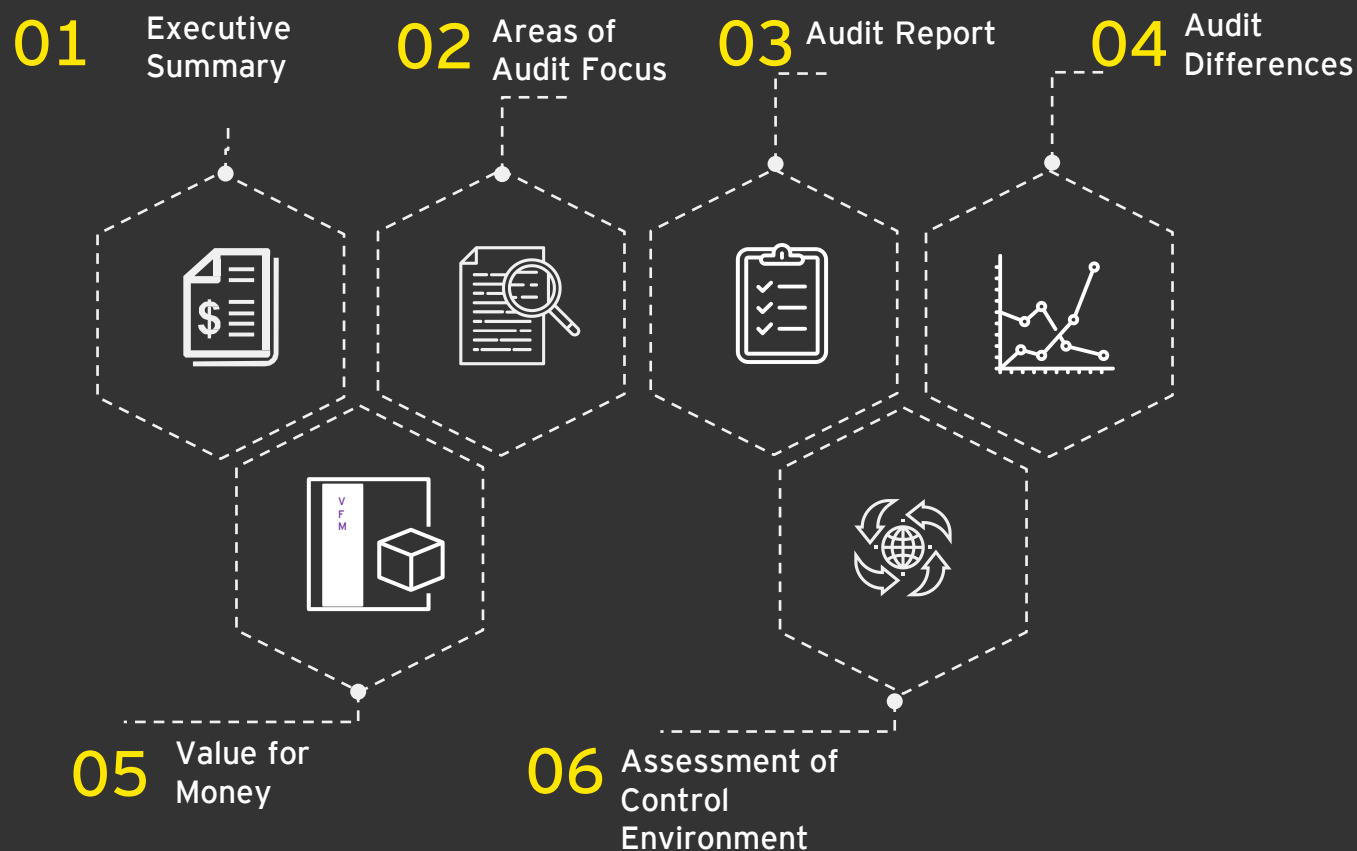 01
Executive
Summary
02
Areas of
Audit Focus
03
Audit Report
04
Audit
Differences
$
V
F
M
05
Value for
Money
06
Assessment of
Control
Environment